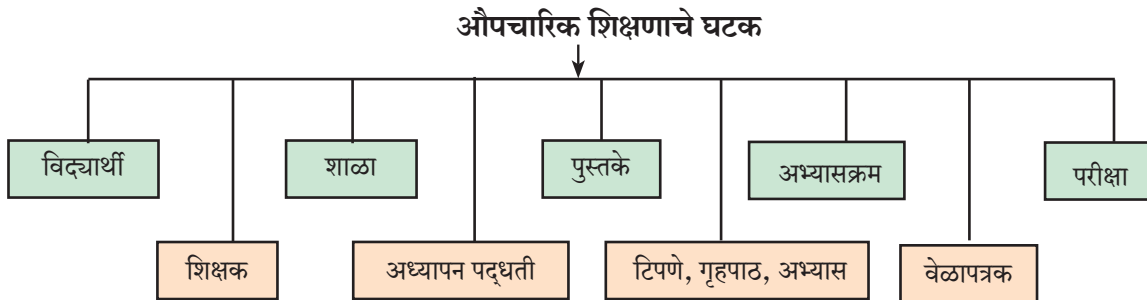 औपचारिक शिक्षणाचे घटक
विद्यार्थी
शाळा
पुस्तके
अभ्यासक्रम
परीक्षा
शिक्षक
अध्यापन पद्‌धती
टिपणे, गृहपाठ, अभ्यास
वेळापत्रक